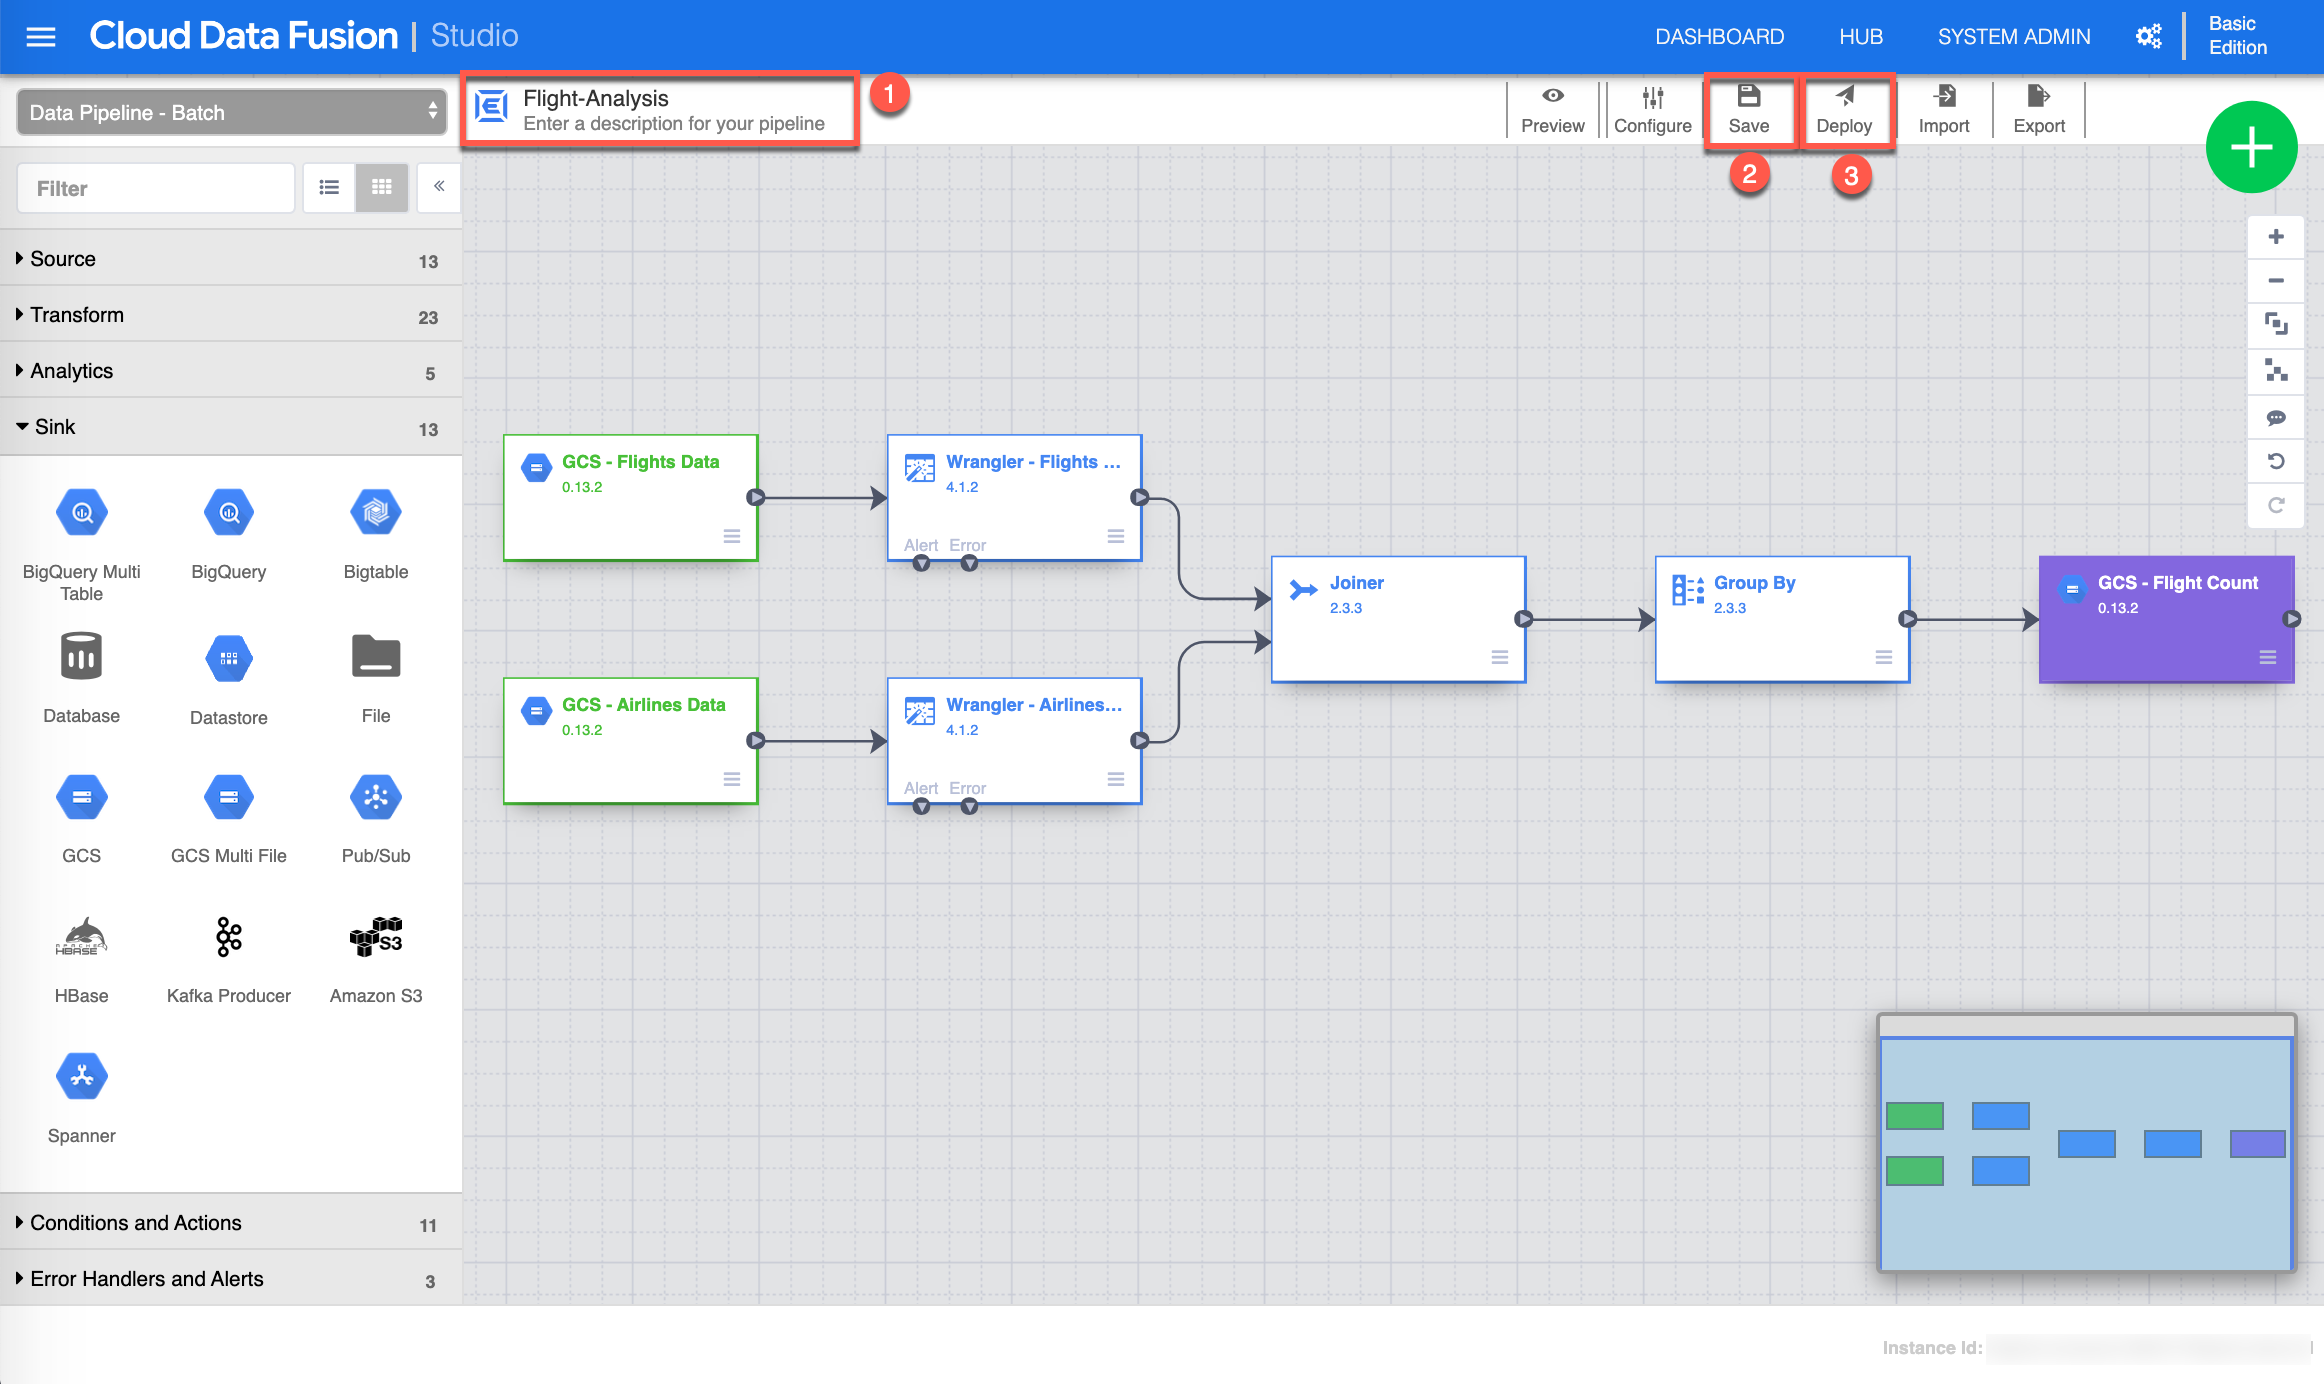 Cloud Data Fusion | Studio
DASHBOARD
HUB
SYSTEM ADMIN
Basic
Edition
Data Pipeline - Batch
Flight-Analysis
Enter a description for your pipeline
1
Preview
Configure
Save
Deploy
Import
Export
2
3
Filter
Source 13
Transform 23
Analytics 5
Sink 13
BigQuery Multi
Table
BigQuery
Bigtable
Database
Datastore
File
GCS
GCS Multi File
Pub/Sub
APACHE
HBASE
S3
HBase
Kafka Producer
Amazon S3
Spanner
Conditions and Actions 11
Error Handlers and Alerts 3
GCS - Flights Data
0.13.2
Wrangler - Flights ...
4.1.2
Alert Error
GCS - Airlines Data
0.13.2
Wrangler - Airlines...
4.1.2
Alert Error
Joiner
2.3.3
Group By
2.3.3
GCS - Flight Count
0.13.2
Instance Id: